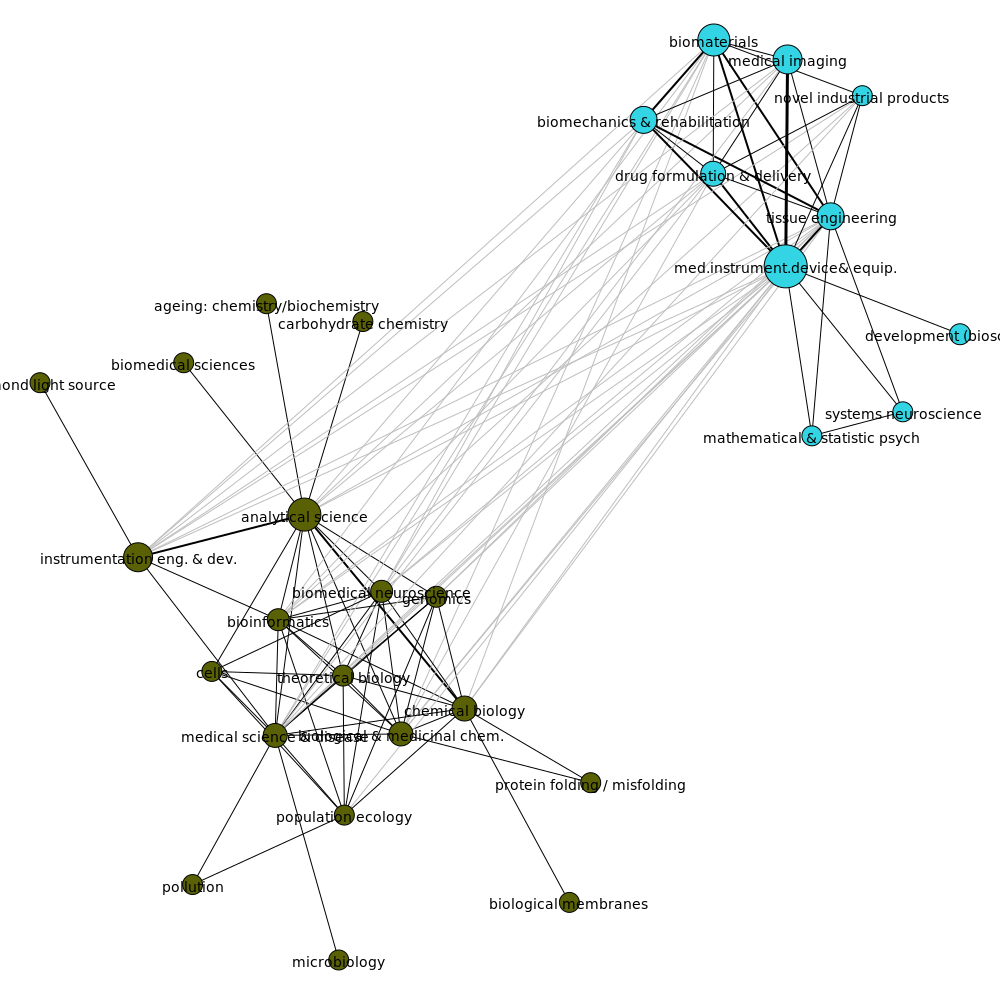 biomaterials
medical imaging
novel industrial products
biomechanics & rehabilitation
drug formulation & delivery
tissue engineering
med.instrument.device& equip.
ageing: chemistry/biochemistry
carbohydrate chemistry
development (biosc
biomedical sciences
ond light source
systems neuroscience
mathematical & statistic psych
analytical science
instrumentation eng. & dev.
biomedical neuroscience
genomics
bioinformatics
cells
theoretical biology
chemical biology
medical science & disease
biological & medicinal chem.
protein folding / misfolding
population ecology
pollution
biological membranes
microbiology